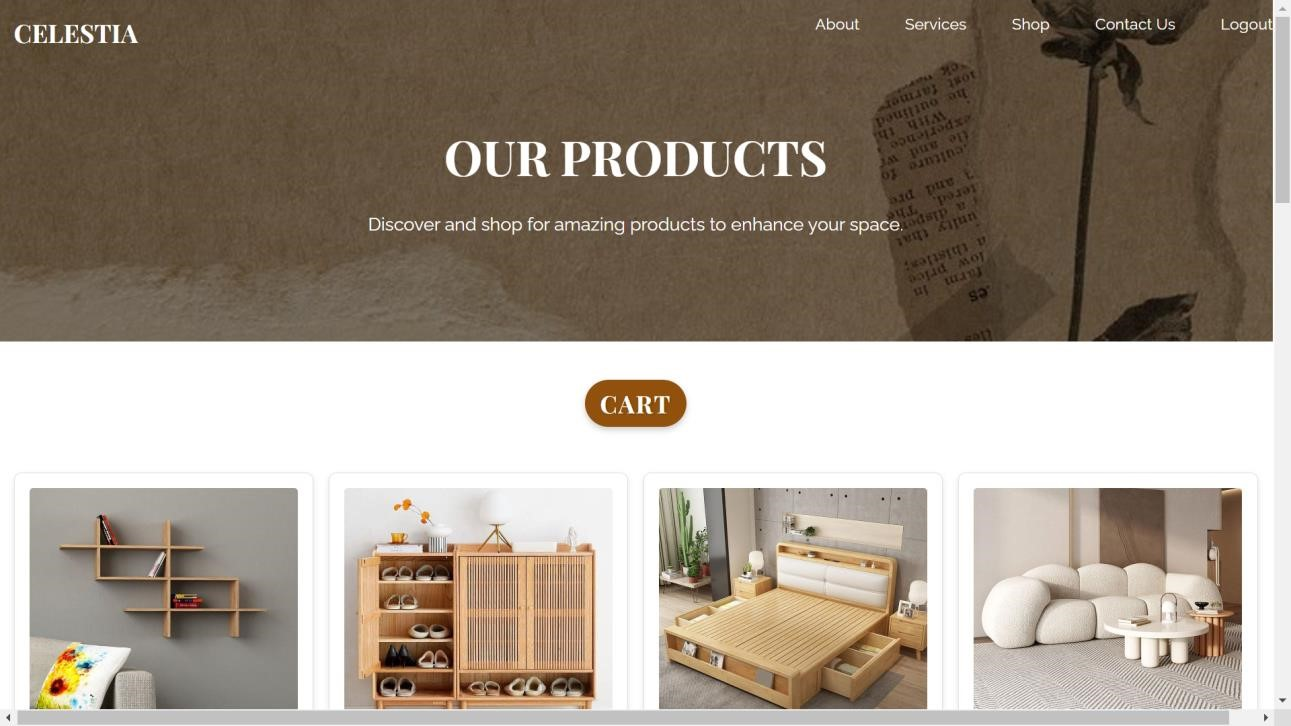 CELESTIA
About Services Shop Contact Us Logout
OUR PRODUCTS
Discover and shop for amazing products to enhance your space.
CART